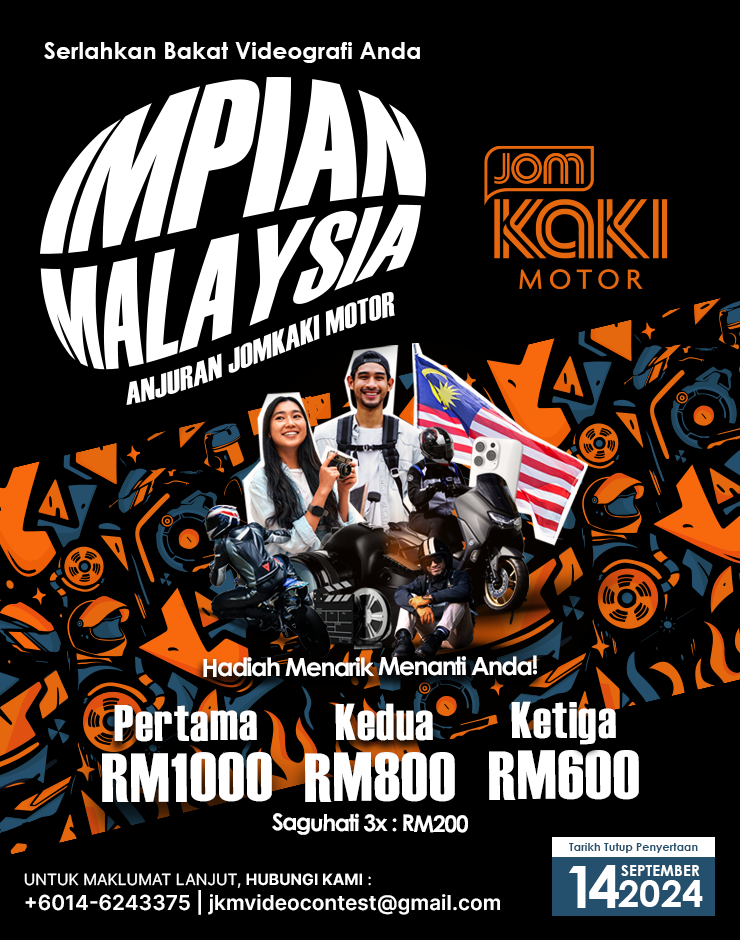 Serlahkan Bakat Videografi Anda
IMPIAN
MALAYSIA
ANJURAN JOMKAKI MOTOR
JOM
KAKI
MOTOR
Hadiah Menarik Menanti Anda!
Pertama
RM1000
Kedua
RM800
Ketiga
RM600
Saguhati 3x : RM200
UNTUK MAKLUMAT LANJUT, HUBUNGI KAMI :
+6014-6243375 | jkmvideocontest@gmail.com
Tarikh Tutup Penyertaan
14 SEPTEMBER
2024